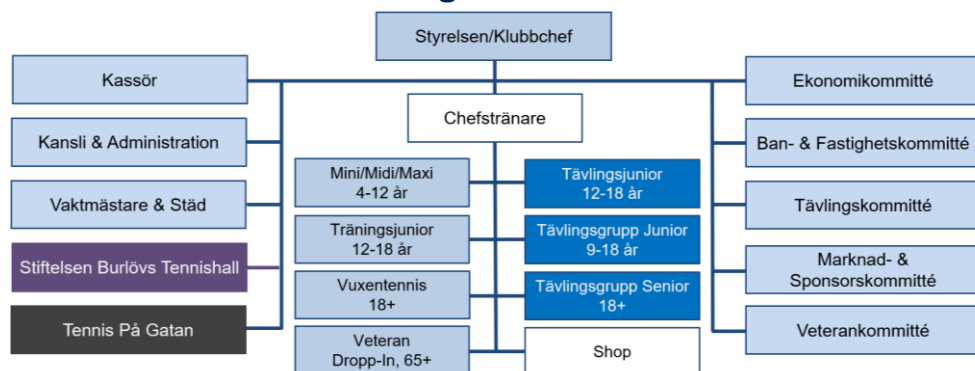 Styrelsen/Klubbchef
Kassör
Kansli & Administration
Vaktmästare & Städ
Stiftelsen Burlövs Tennishall
Tennis På Gatan
Chefstränare
Mini/Midi/Maxi
4-12 år
Träningsjunior
12-18 år
Vuxentennis
18+
Veteran
Dropp-In, 65+
Tävlingsjunior
12-18 år
Tävlingsgrupp Junior
9-18 år
Tävlingsgrupp Senior
18+
Shop
Ekonomikommitté
Ban- & Fastighetskommitté
Tävlingskommitté
Marknad- &
Sponsorskommitté
Veterankommitté